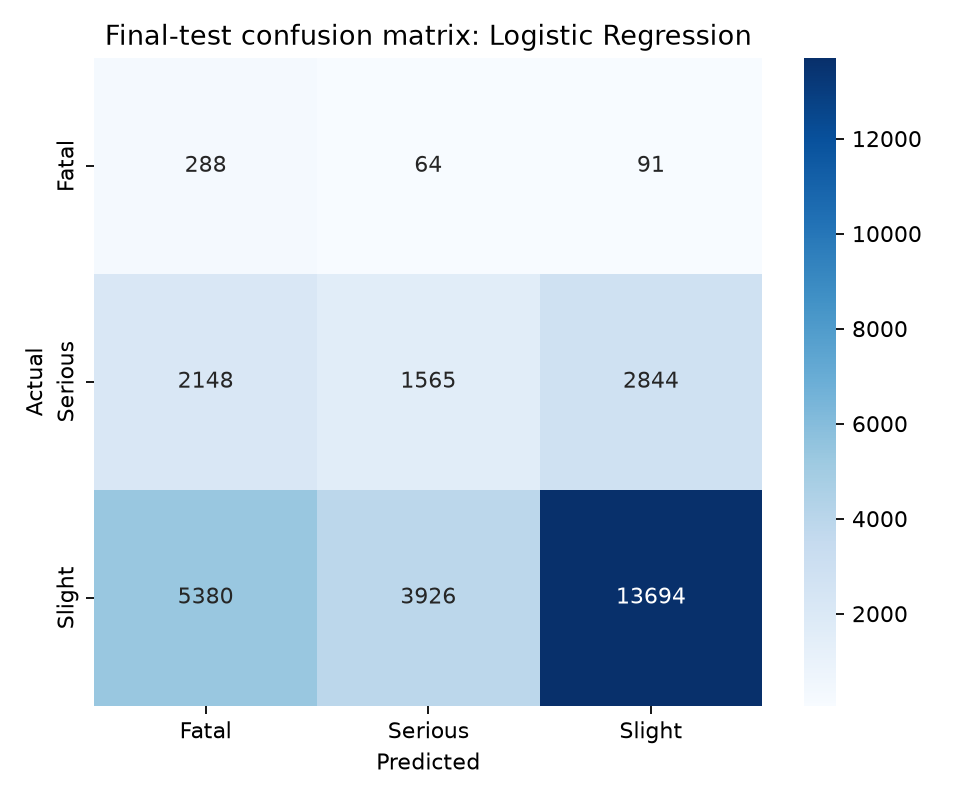 Final-test confusion matrix: Logistic Regression
Actual
Fatal
288 64 91
Serious
2148 1565 2844
Slight
5380 3926 13694
Fatal Serious Slight
Predicted
12000
10000
8000
6000
4000
2000